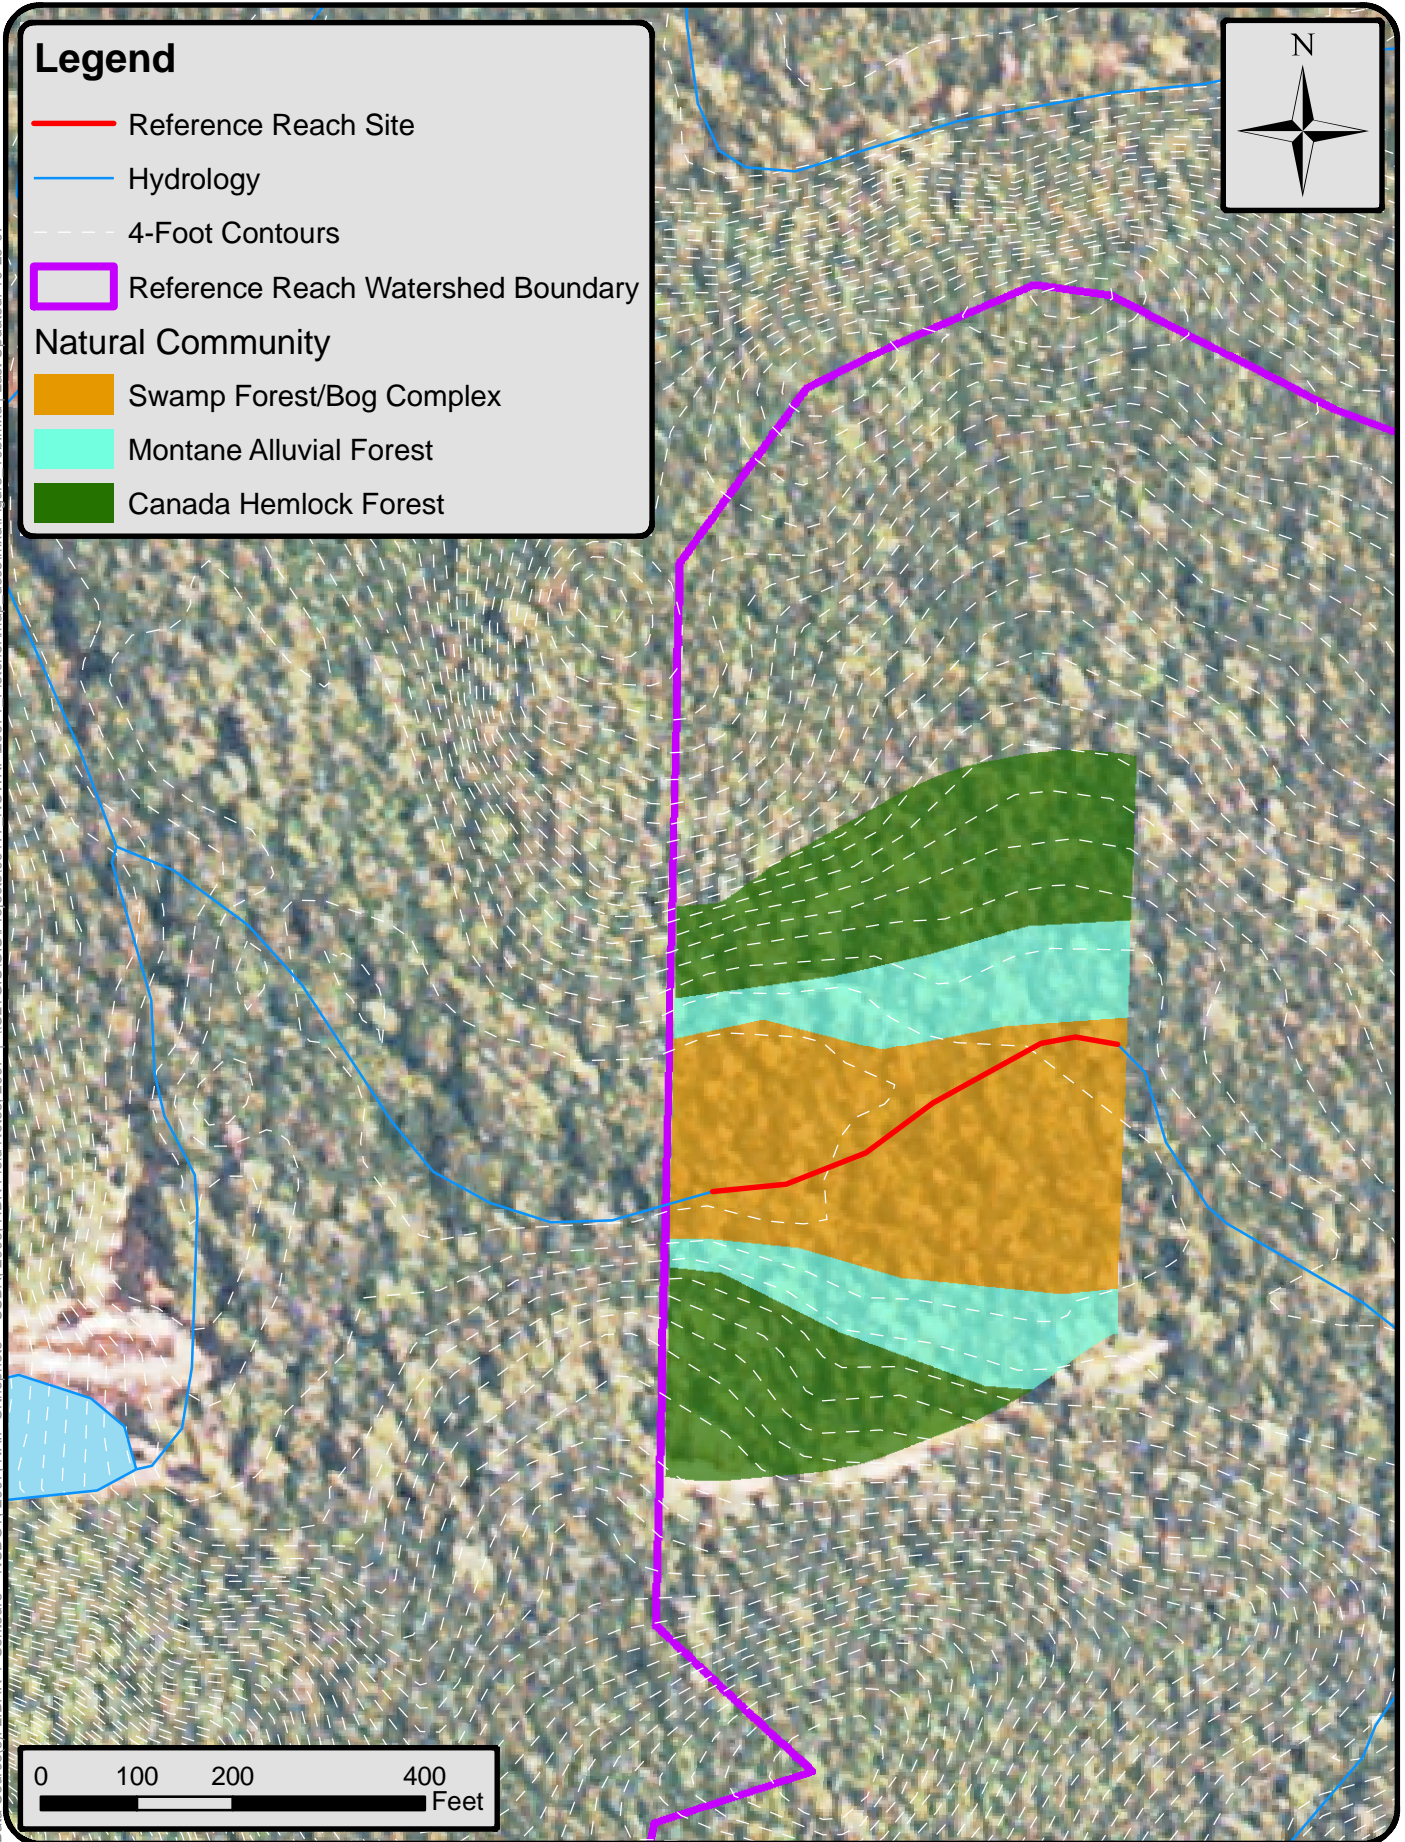 Legend
Reference Reach Site
Hydrology
4-Foot Contours
Reference Reach Watershed Boundary
Natural Community
Swamp Forest/Bog Complex
Montane Alluvial Forest
Canada Hemlock Forest
N
0 100 200 400
Feet